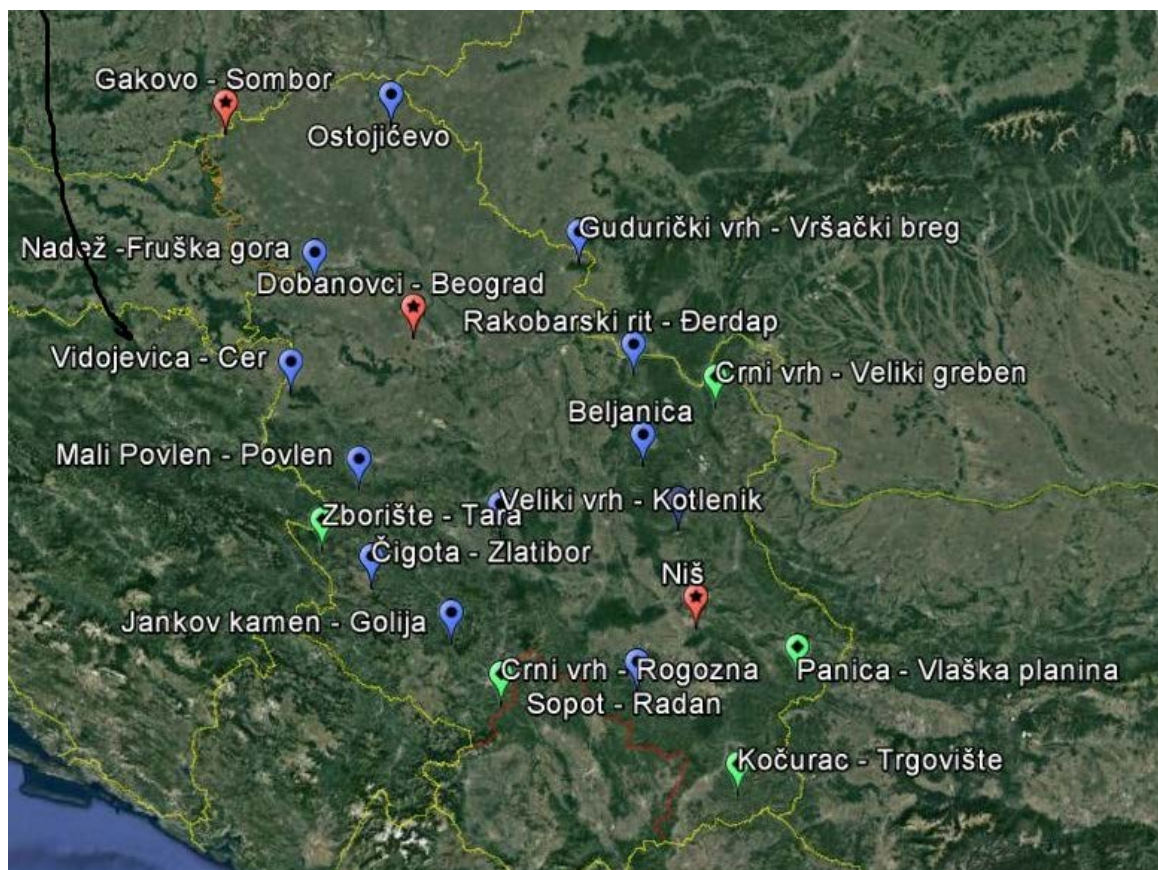 Gakovo - Sombor
Ostojićevo
Gudurički vrh - Vršački breg
Nadež -Fruška gora
Dobanovci - Beograd
Rakobarski rit - Đerdap
Vidojevica - Cer
Crni vrh - Veliki greben
Beljanica
Mali Povlen - Povlen
Veliki vrh - Kotlenik
Zborište - Tara
Čigota - Zlatibor
Niš
Jankov kamen - Golija
Crni vrh - Rogozna
Panica - Vlaška planina
Sopot - Radan
Kočurac - Trgovište